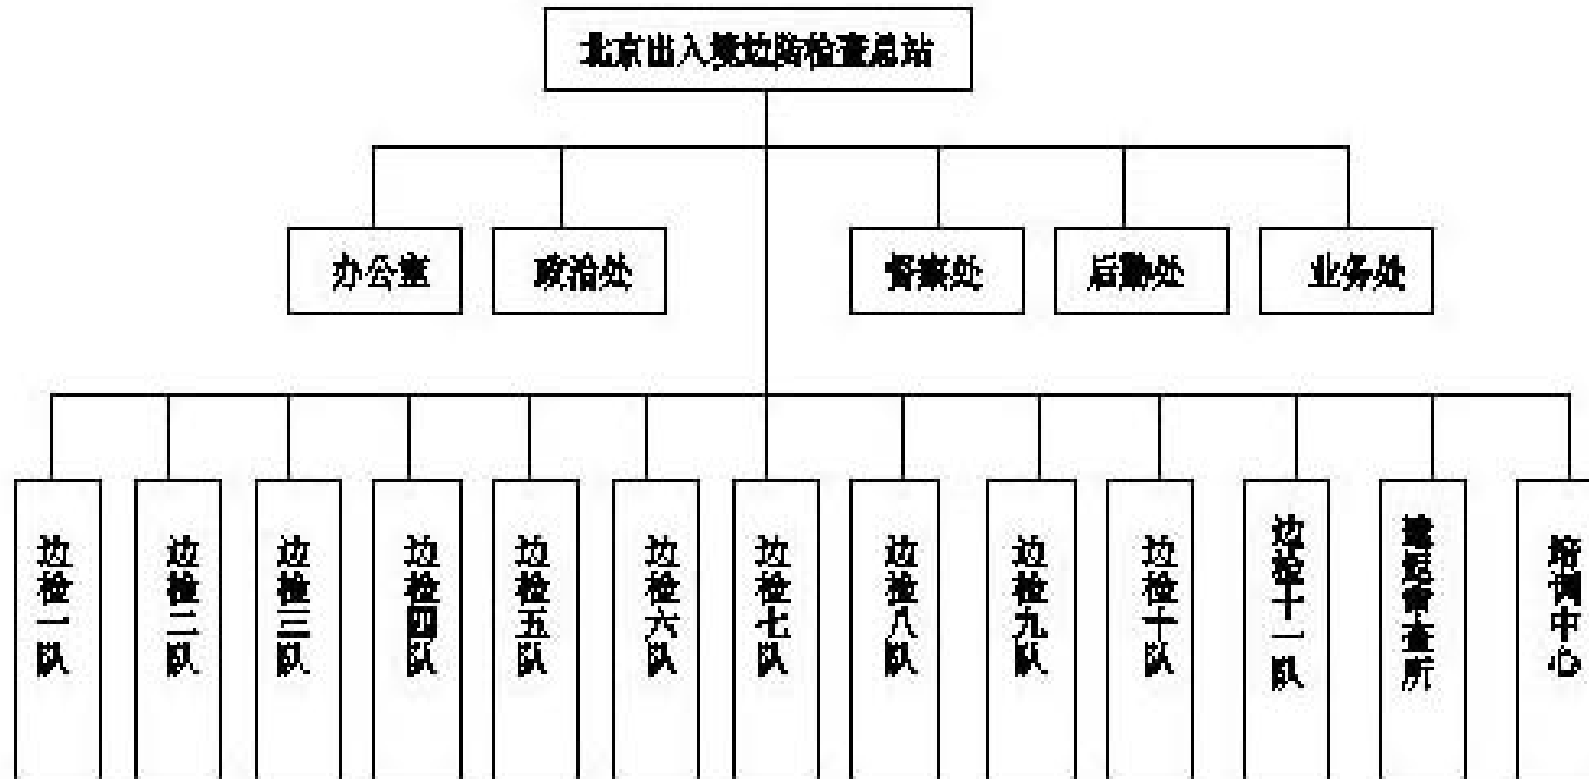 北京出入境边防检查总站
办公室
政治处
督察处
后勤处
业务处
边检一队
边检二队
边检三队
边检四队
边检五队
边检六队
边检七队
边检八队
边检九队
边检十队
边检十一队
培训中心